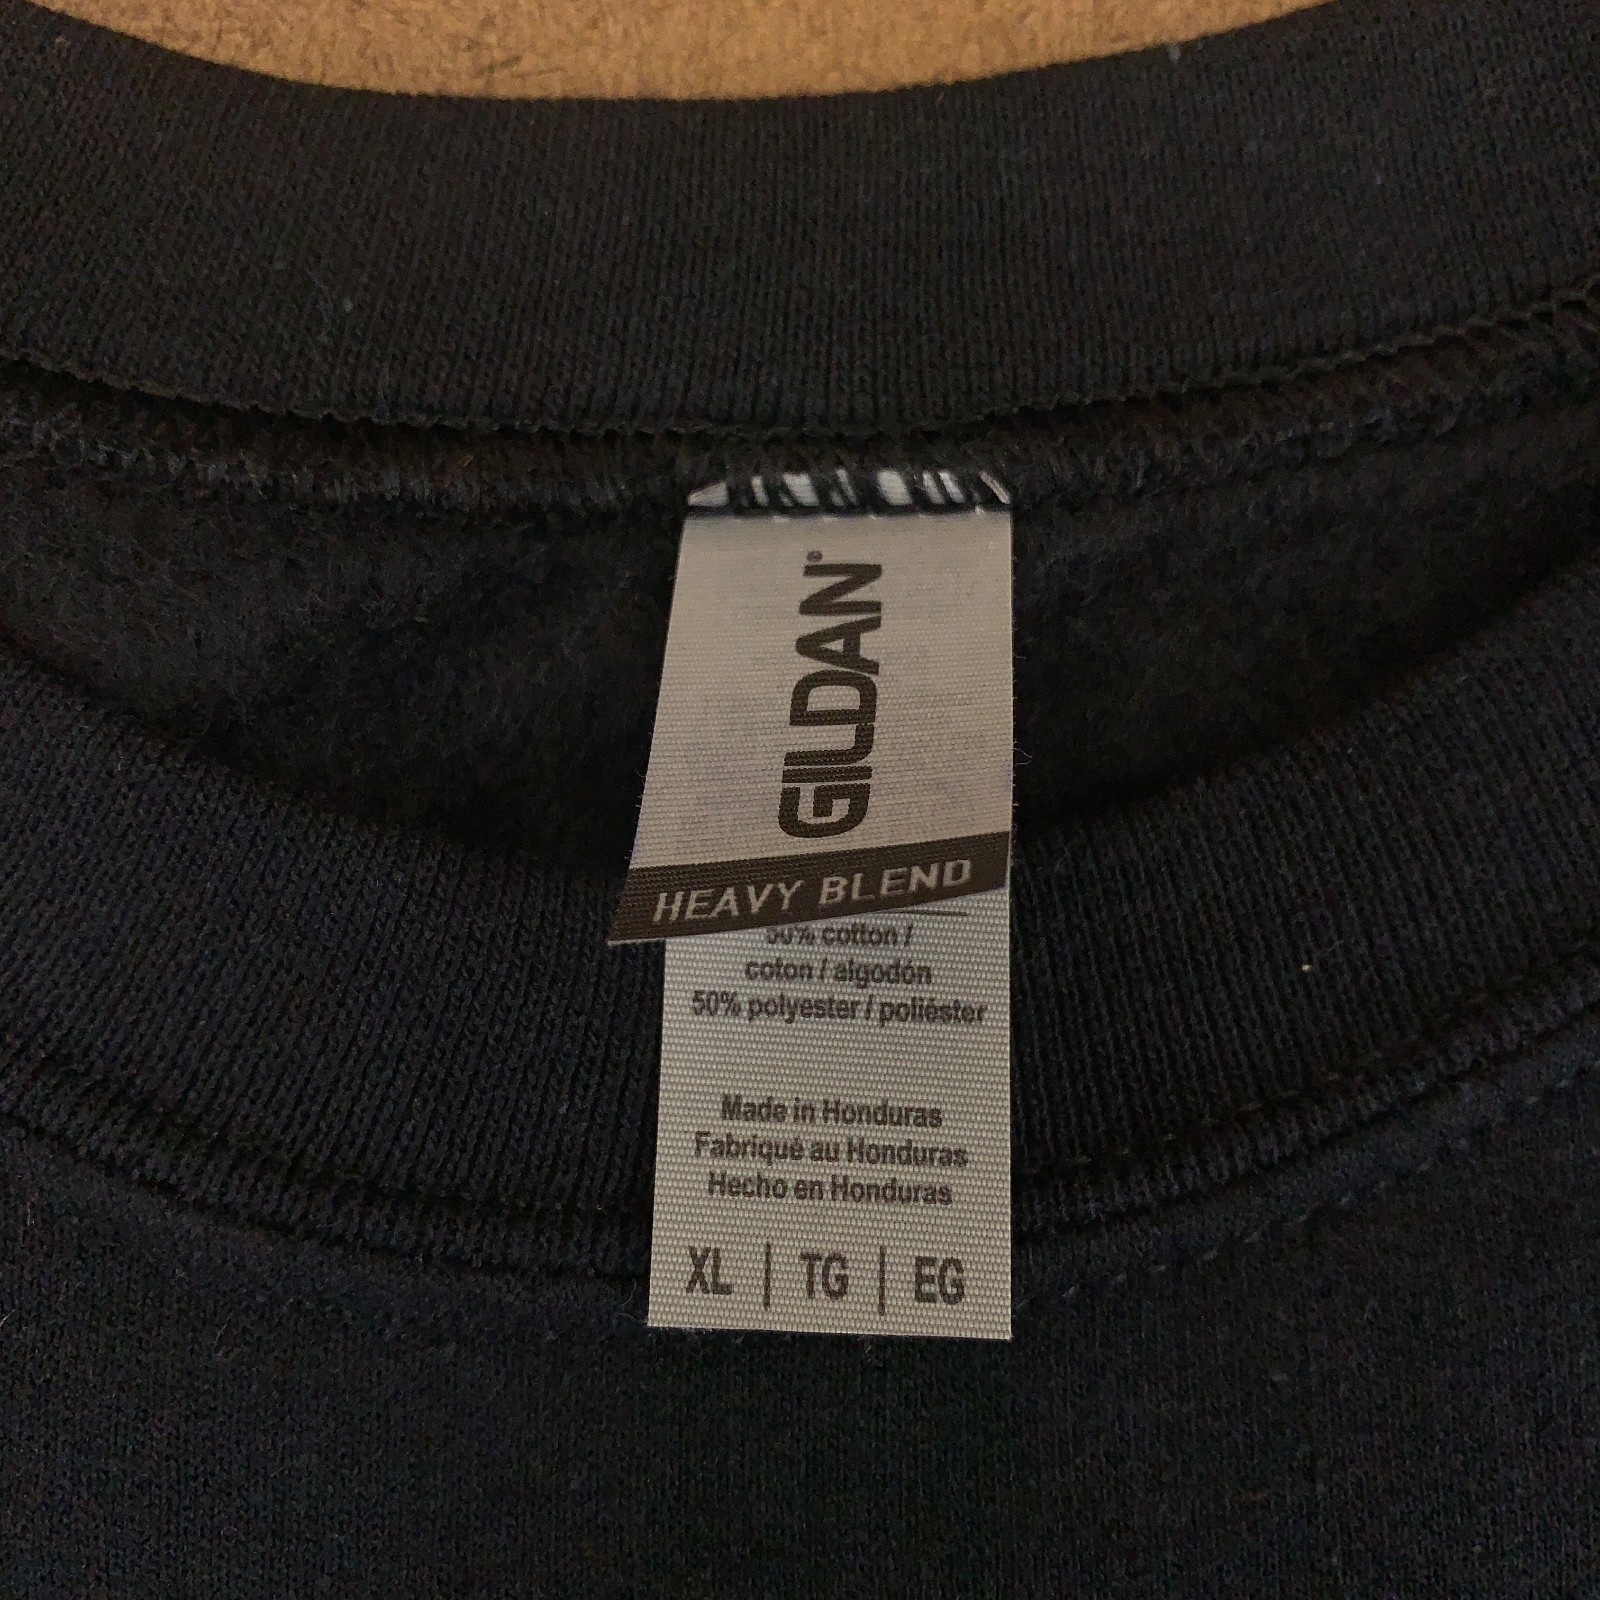 GILDAN®
HEAVY BLEND
50% cotton /
coton / algodón
50% polyester / poliéster
Made in Honduras
Fabriqué au Honduras
Hecho en Honduras
XL | TG | EG